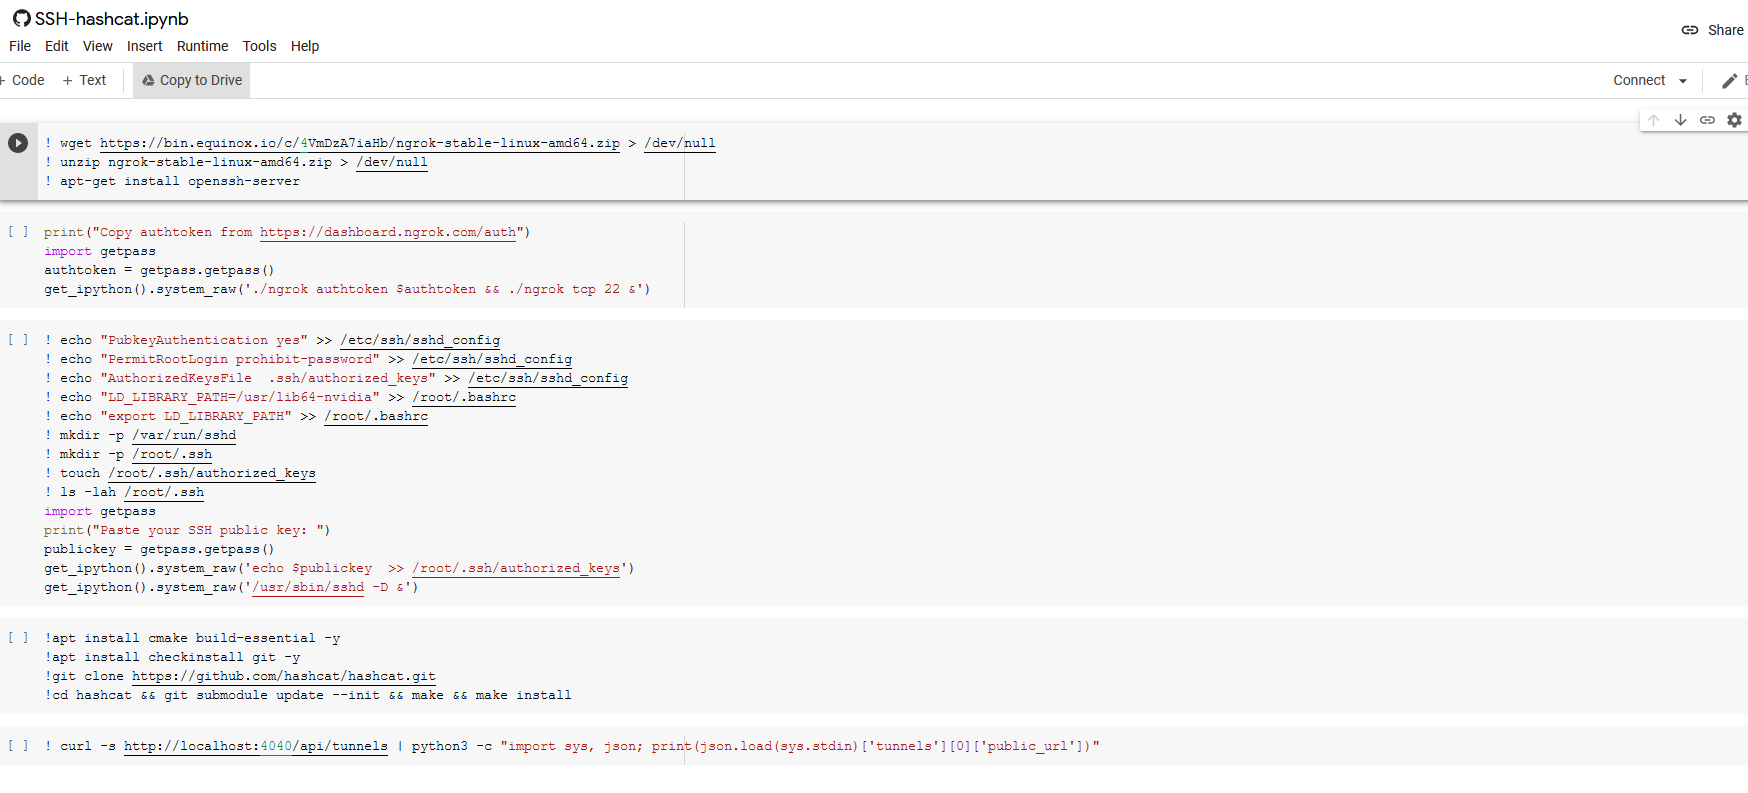 SSH-hashcat.ipynb
File Edit View Insert Runtime Tools Help
Share
+ Code + Text Copy to Drive
Connect
! wget https://bin.equinox.io/c/4VmDzA7iaHb/ngrok-stable-linux-amd64.zip > /dev/null
! unzip ngrok-stable-linux-amd64.zip > /dev/null
! apt-get install openssh-server
[ ] print("Copy authtoken from https://dashboard.ngrok.com/auth")
import getpass
authtoken = getpass.getpass()
get_ipython().system_raw('./ngrok authtoken $authtoken && ./ngrok tcp 22 &')
[ ] ! echo "PubkeyAuthentication yes" >> /etc/ssh/sshd_config
! echo "PermitRootLogin prohibit-password" >> /etc/ssh/sshd_config
! echo "AuthorizedKeysFile  .ssh/authorized_keys" >> /etc/ssh/sshd_config
! echo "LD_LIBRARY_PATH=/usr/lib64-nvidia" >> /root/.bashrc
! echo "export LD_LIBRARY_PATH" >> /root/.bashrc
! mkdir -p /var/run/sshd
! mkdir -p /root/.ssh
! touch /root/.ssh/authorized_keys
! ls -lah /root/.ssh
import getpass
print("Paste your SSH public key: ")
publickey = getpass.getpass()
get_ipython().system_raw('echo $publickey  >> /root/.ssh/authorized_keys')
get_ipython().system_raw('/usr/sbin/sshd -D &')
[ ] !apt install cmake build-essential -y
!apt install checkinstall git -y
!git clone https://github.com/hashcat/hashcat.git
!cd hashcat && git submodule update --init && make && make install
[ ] ! curl -s http://localhost:4040/api/tunnels | python3 -c "import sys, json; print(json.load(sys.stdin)['tunnels'][0]['public_url'])"